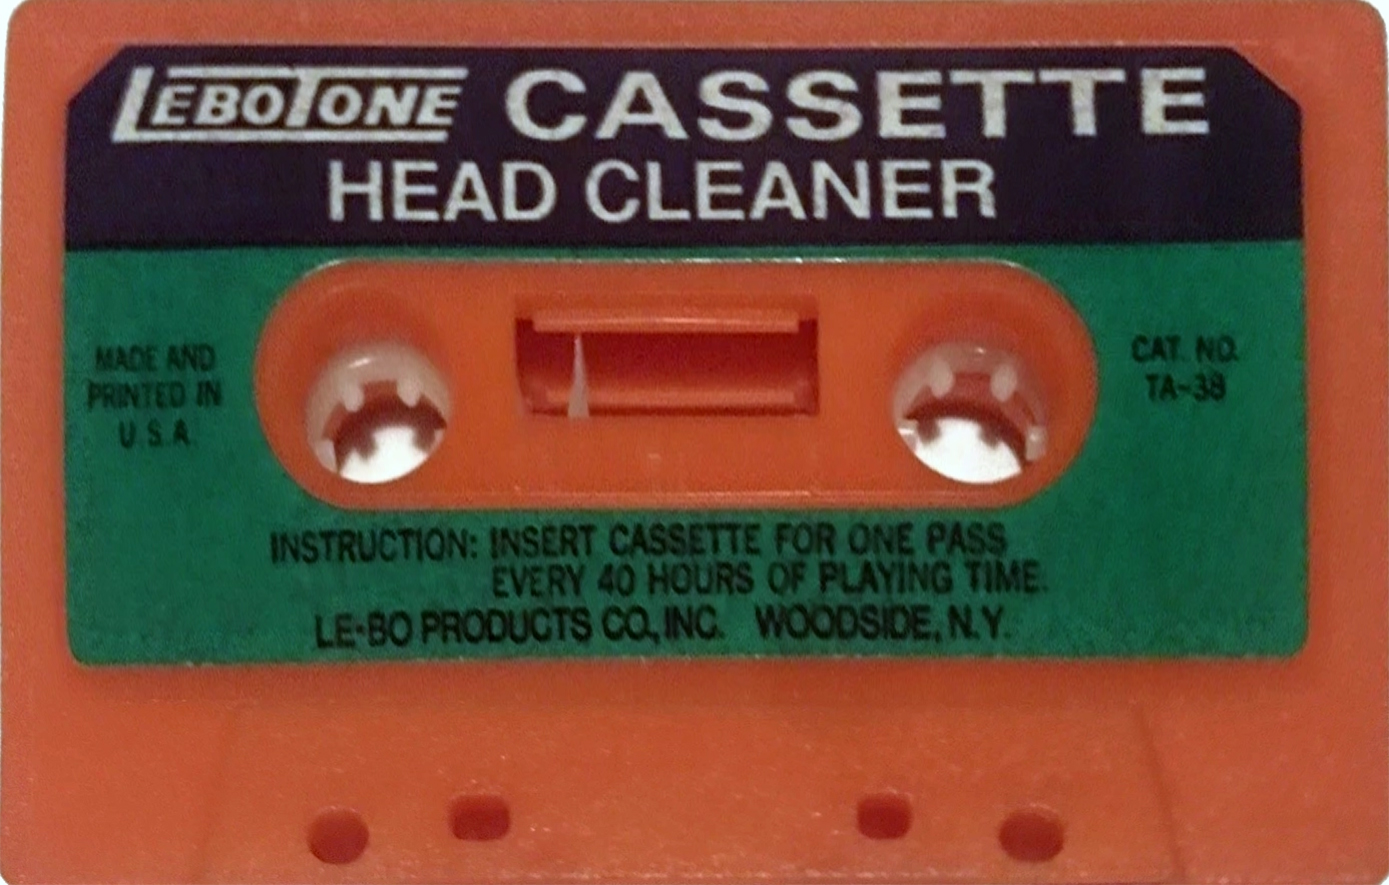 LEBOTONE CASSETTE
HEAD CLEANER
MADE AND
PRINTED IN
U.S.A.
CAT. NO.
TA-38
INSTRUCTION: INSERT CASSETTE FOR ONE PASS
EVERY 40 HOURS OF PLAYING TIME.
LE-BO PRODUCTS CO., INC. WOODSIDE, N.Y.